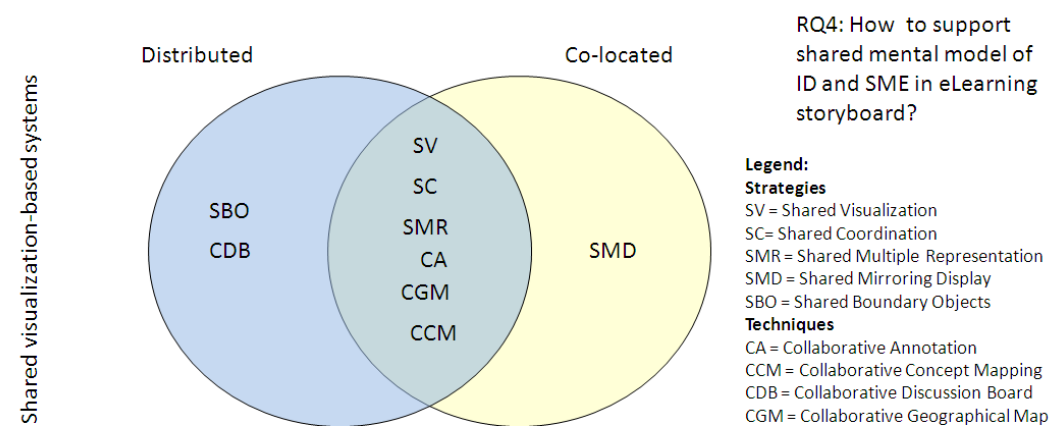 Shared visualization-based systems
Distributed
Co-located
SBO
CDB
SV
SC
SMR
CA
CGM
CCM
SMD
RQ4: How to support
shared mental model of
ID and SME in eLearning
storyboard?
Legend:
Strategies
SV = Shared Visualization
SC= Shared Coordination
SMR = Shared Multiple Representation
SMD = Shared Mirroring Display
SBO = Shared Boundary Objects
Techniques
CA = Collaborative Annotation
CCM = Collaborative Concept Mapping
CDB = Collaborative Discussion Board
CGM = Collaborative Geographical Map